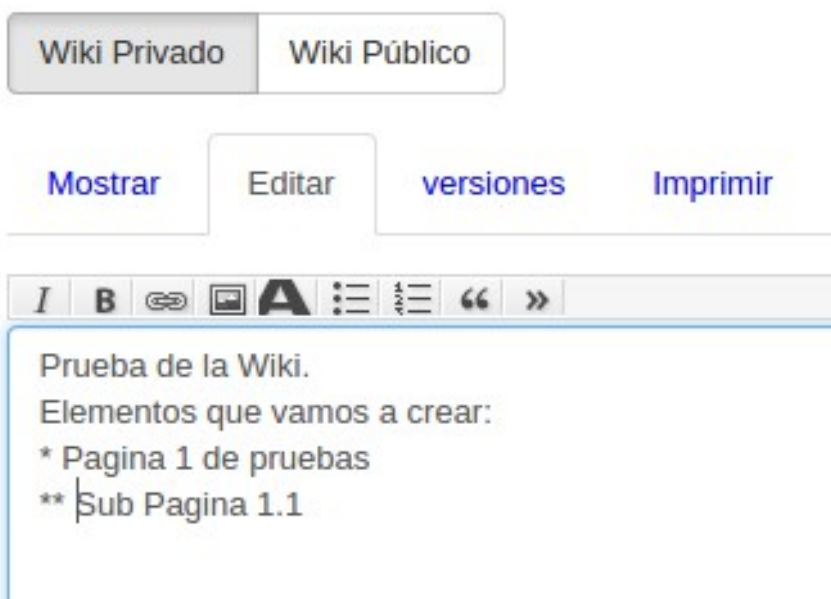 Wiki Privado Wiki Público
Mostrar Editar versiones Imprimir
I B A “ »
Prueba de la Wiki.
Elementos que vamos a crear:
* Pagina 1 de pruebas
** Sub Pagina 1.1